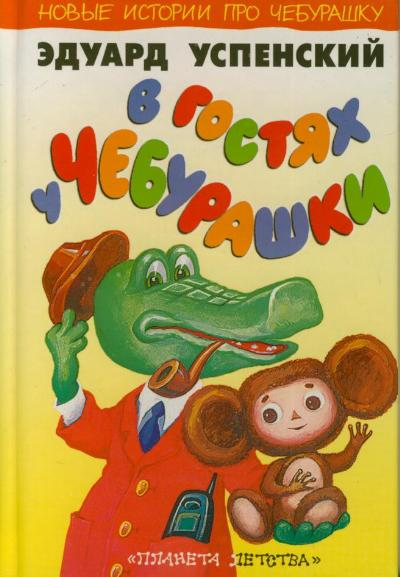 НОВЫЕ ИСТОРИИ ПРО ЧЕБУРАШКУ
ЭДУАРД УСПЕНСКИЙ
В ГОСТЯХ
У ЧЕБУРАШКИ
«ПЛАНЕТА ДЕТСТВА»